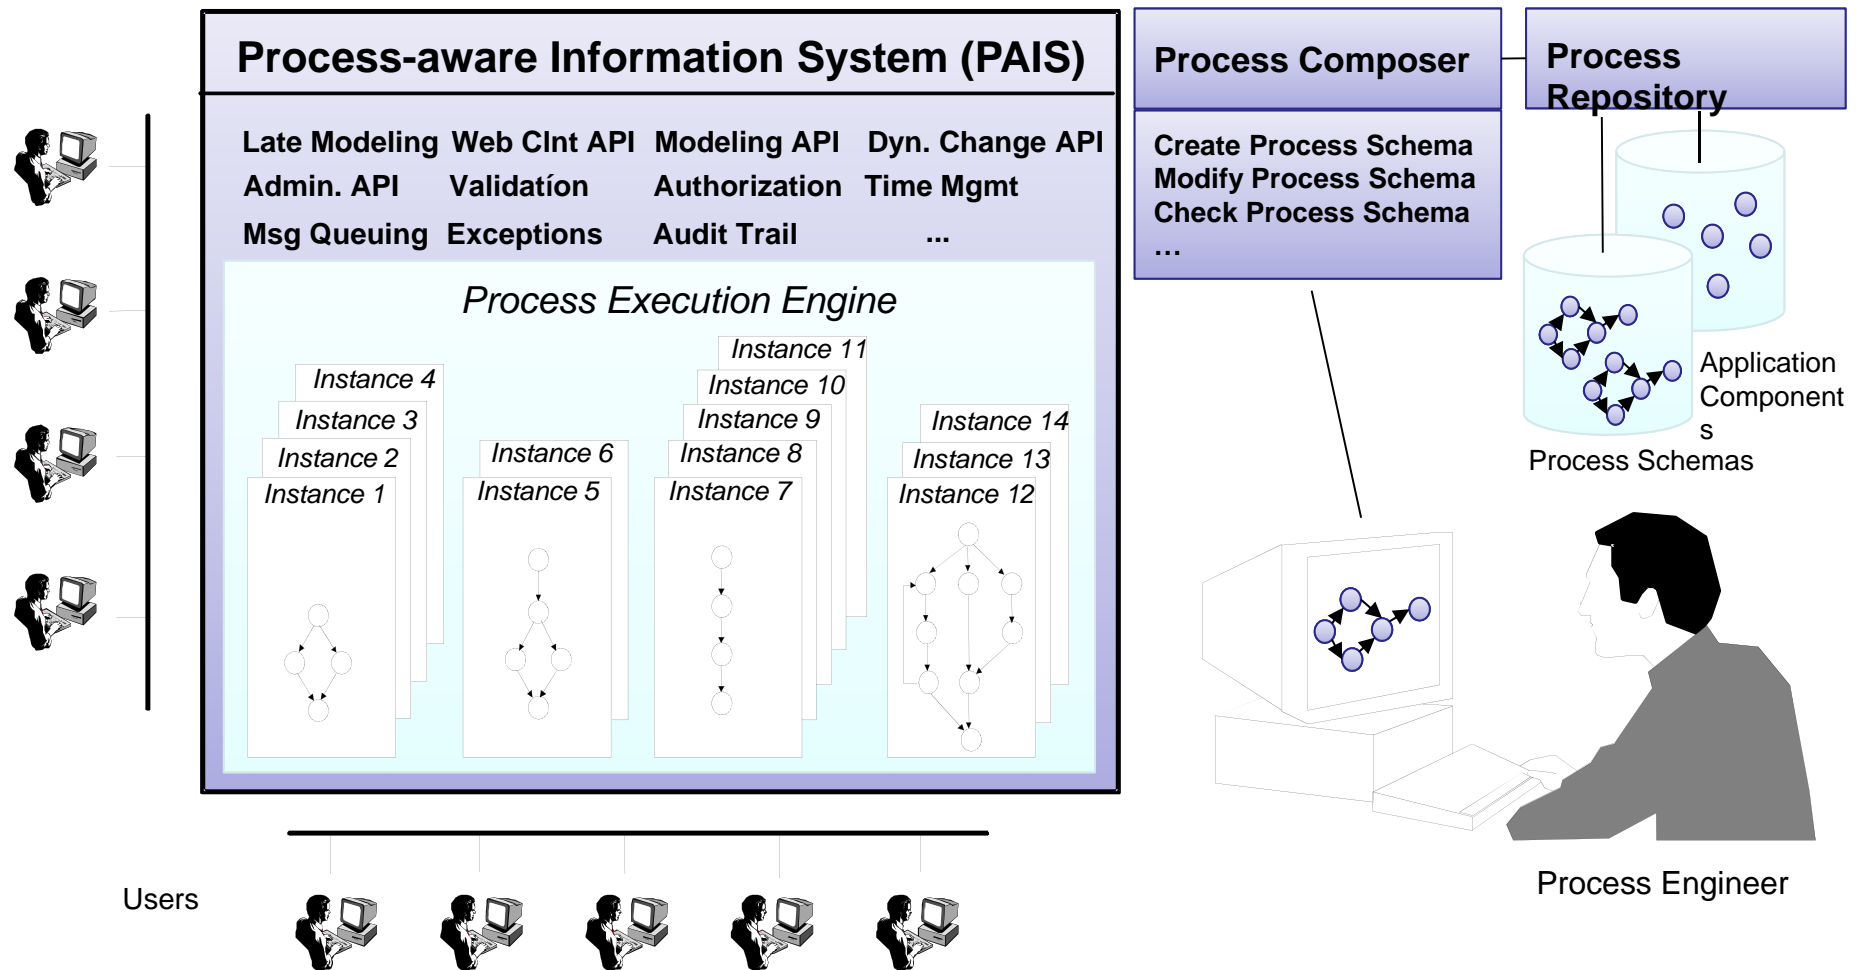 Process-aware Information System (PAIS)
Late Modeling Web Clnt API Modeling API Dyn. Change API
Admin. API Validatíon Authorization Time Mgmt
Msg Queuing Exceptions Audit Trail ...
Process Execution Engine
Instance 4
Instance 3
Instance 2
Instance 1
Instance 6
Instance 5
Instance 11
Instance 10
Instance 9
Instance 8
Instance 7
Instance 14
Instance 13
Instance 12
Users
Process Composer
Create Process Schema
Modify Process Schema
Check Process Schema
…
Process
Repository
Application
Component
s
Process Schemas
Process Engineer